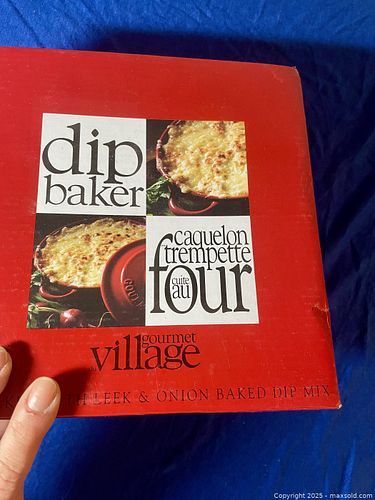 dip
baker
caquelon
trempette
cuite
au
four
gourmet
village
LEEK & ONION BAKED DIP MIX
Copyright 2025 - maxsold.com